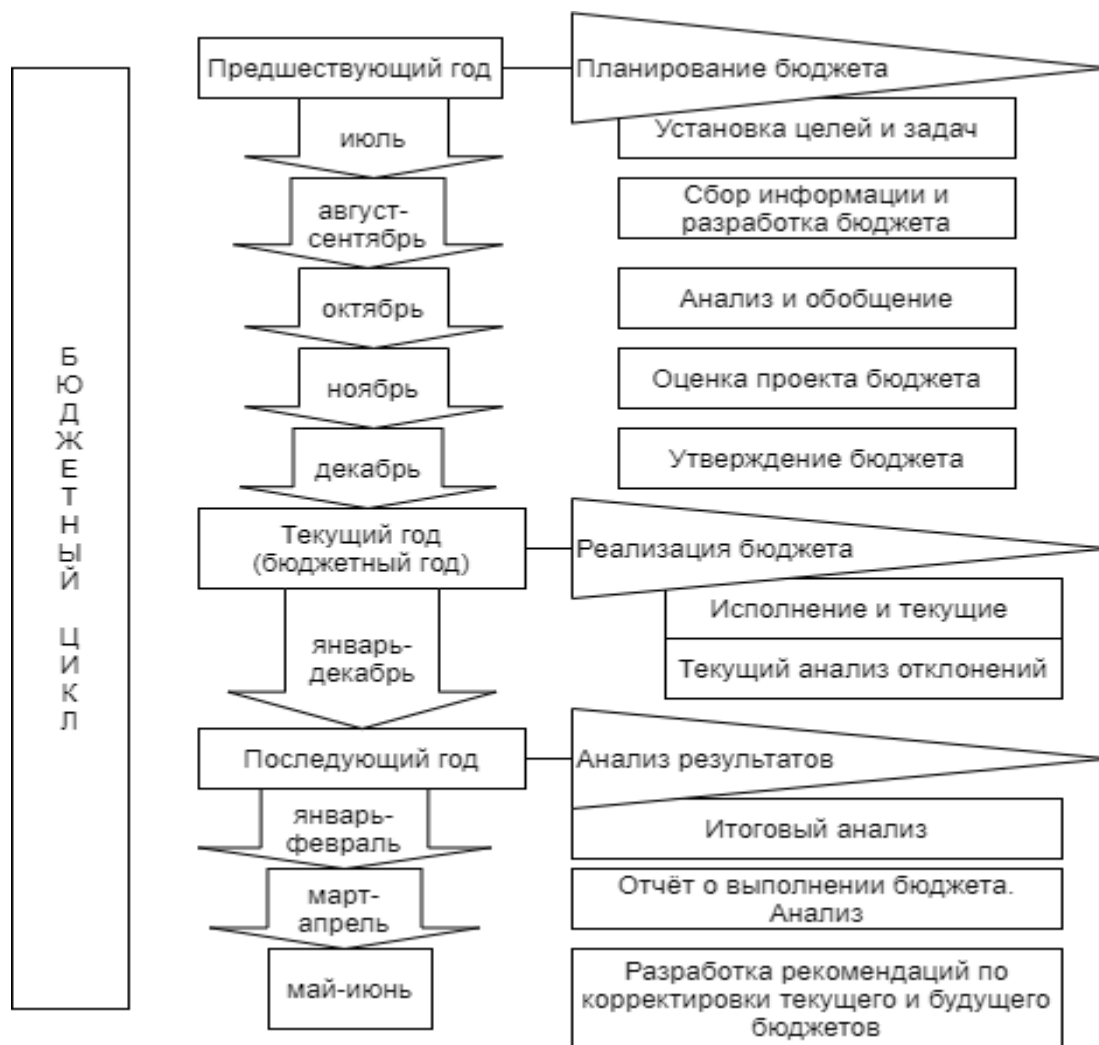 БЮДЖЕТНЫЙ ЦИКЛ
Предшествующий год
Планирование бюджета
июль
Установка целей и задач
август-
сентябрь
Сбор информации и
разработка бюджета
октябрь
Анализ и обобщение
ноябрь
Оценка проекта бюджета
декабрь
Утверждение бюджета
Текущий год
(бюджетный год)
Реализация бюджета
январь-
декабрь
Исполнение и текущие
Текущий анализ отклонений
Последующий год
Анализ результатов
январь-
февраль
Итоговый анализ
март-
апрель
Отчёт о выполнении бюджета.
Анализ
май-июнь
Разработка рекомендаций по
корректировки текущего и будущего
бюджетов